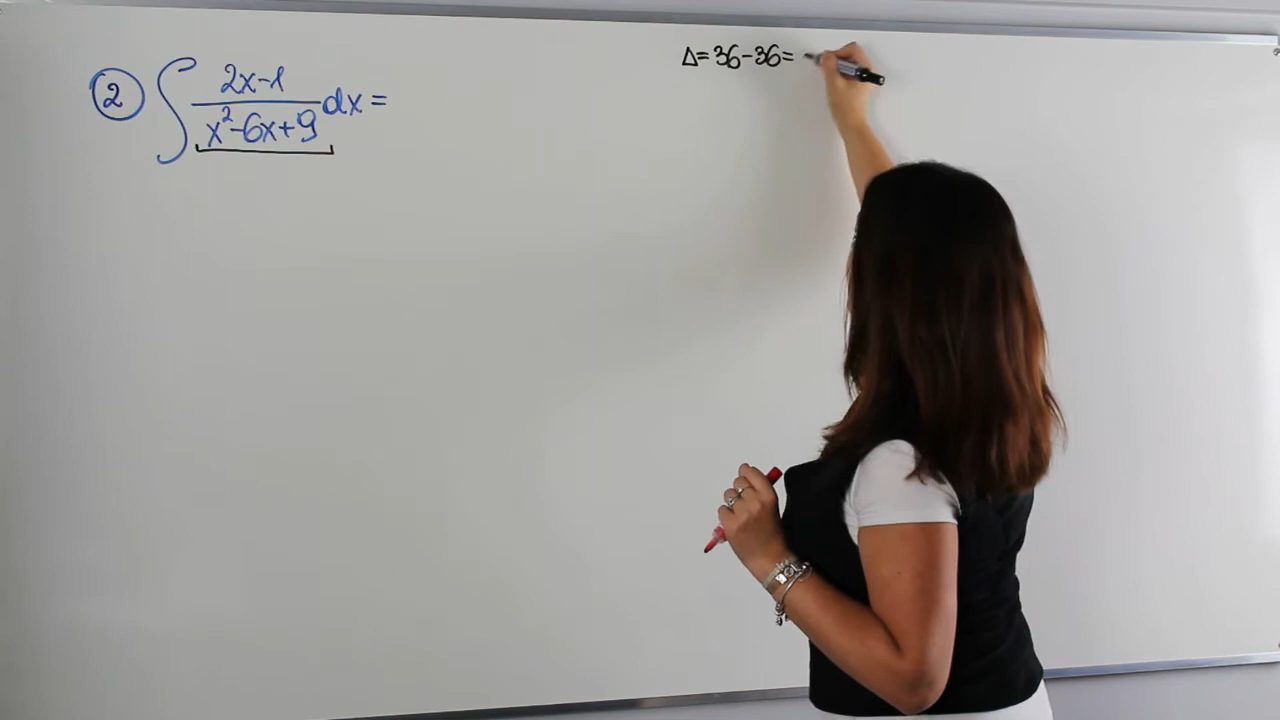 ② ∫ (2x-1)/(x²-6x+9) dx =
Δ=36-36=